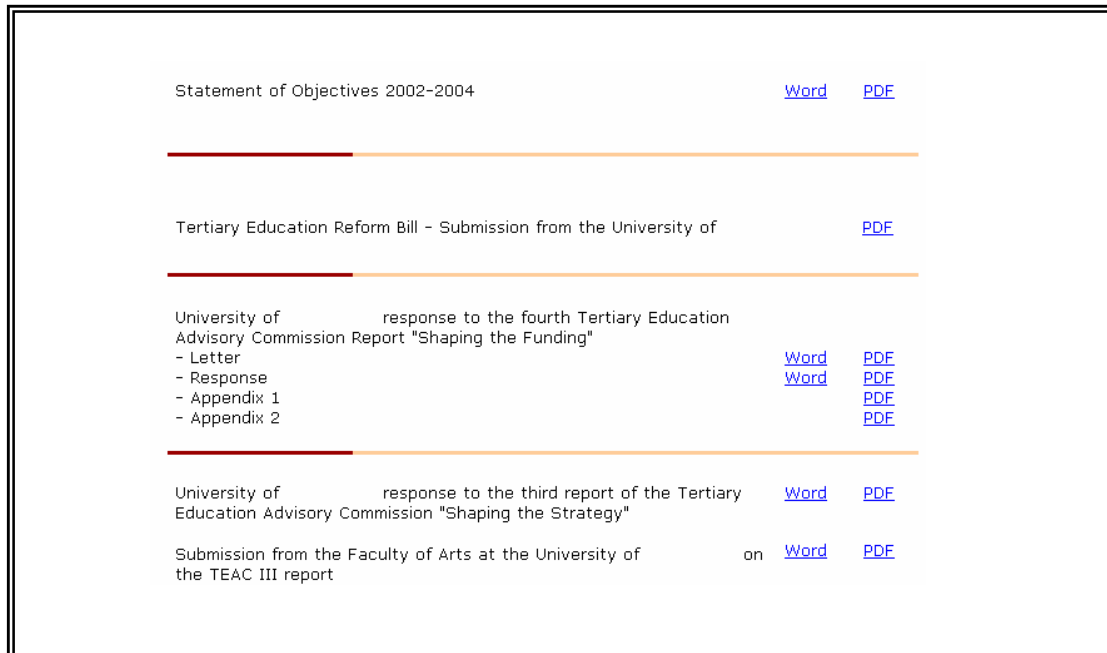 Statement of Objectives 2002-2004 Word PDF
Tertiary Education Reform Bill - Submission from the University of PDF
University of response to the fourth Tertiary Education
Advisory Commission Report "Shaping the Funding"
- Letter Word PDF
- Response Word PDF
- Appendix 1 PDF
- Appendix 2 PDF
University of response to the third report of the Tertiary Word PDF
Education Advisory Commission "Shaping the Strategy"
Submission from the Faculty of Arts at the University of on Word PDF
the TEAC III report